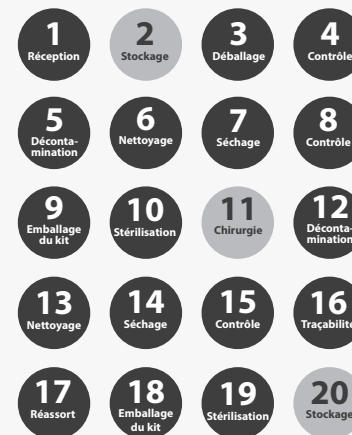 1
Réception
2
Stockage
3
Déballage
4
Contrôle
5
Déconta-
mination
6
Nettoyage
7
Séchage
8
Contrôle
9
Emballage
du kit
10
Stérilisation
11
Chirurgie
12
Déconta-
mination
13
Nettoyage
14
Séchage
15
Contrôle
16
Traçabilité
17
Réassort
18
Emballage
du kit
19
Stérilisation
20
Stockage